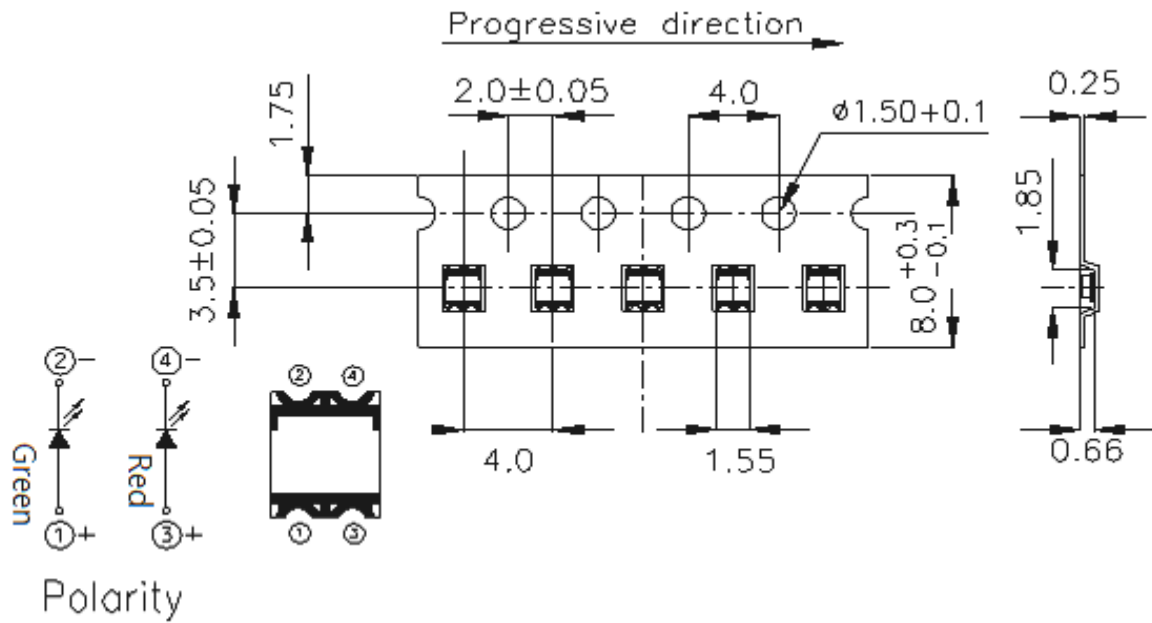 Progressive direction
1.75
2.0±0.05
4.0
ø1.50+0.1
0.25
3.5±0.05
8.0 +0.3 -0.1
1.85
②-
④-
② ④
Green
Red
4.0
1.55
0.66
①+
③+
① ③
Polarity